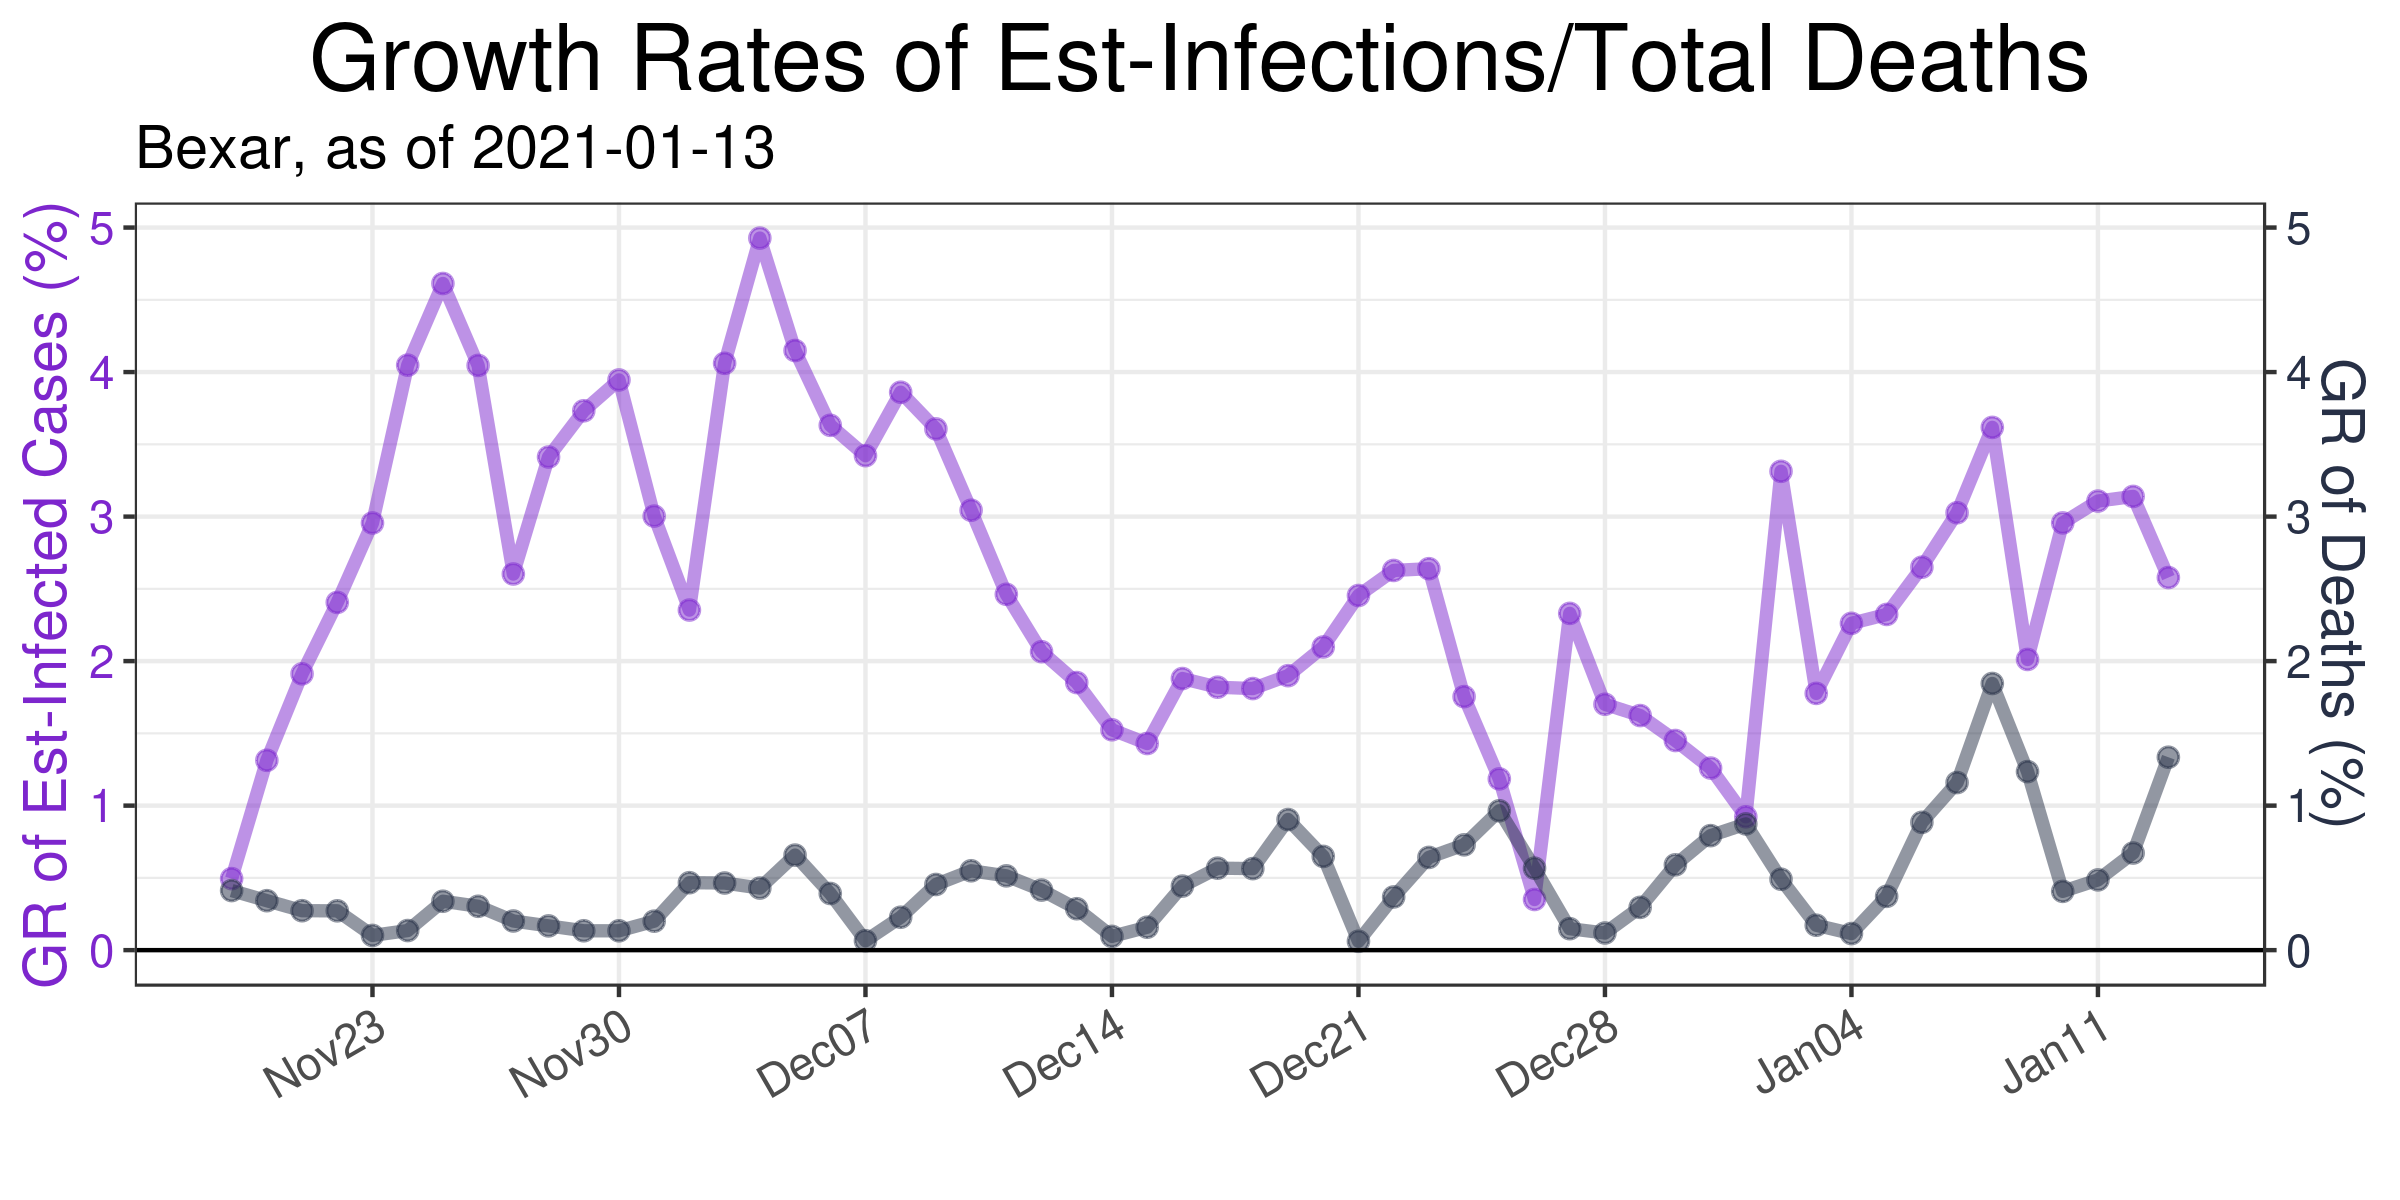 Growth Rates of Est-Infections/Total Deaths
Bexar, as of 2021-01-13
GR of Est-Infected Cases (%)
5
4
3
2
1
0
5
4
3
2
1
0
GR of Deaths (%)
Nov23
Nov30
Dec07
Dec14
Dec21
Dec28
Jan04
Jan11